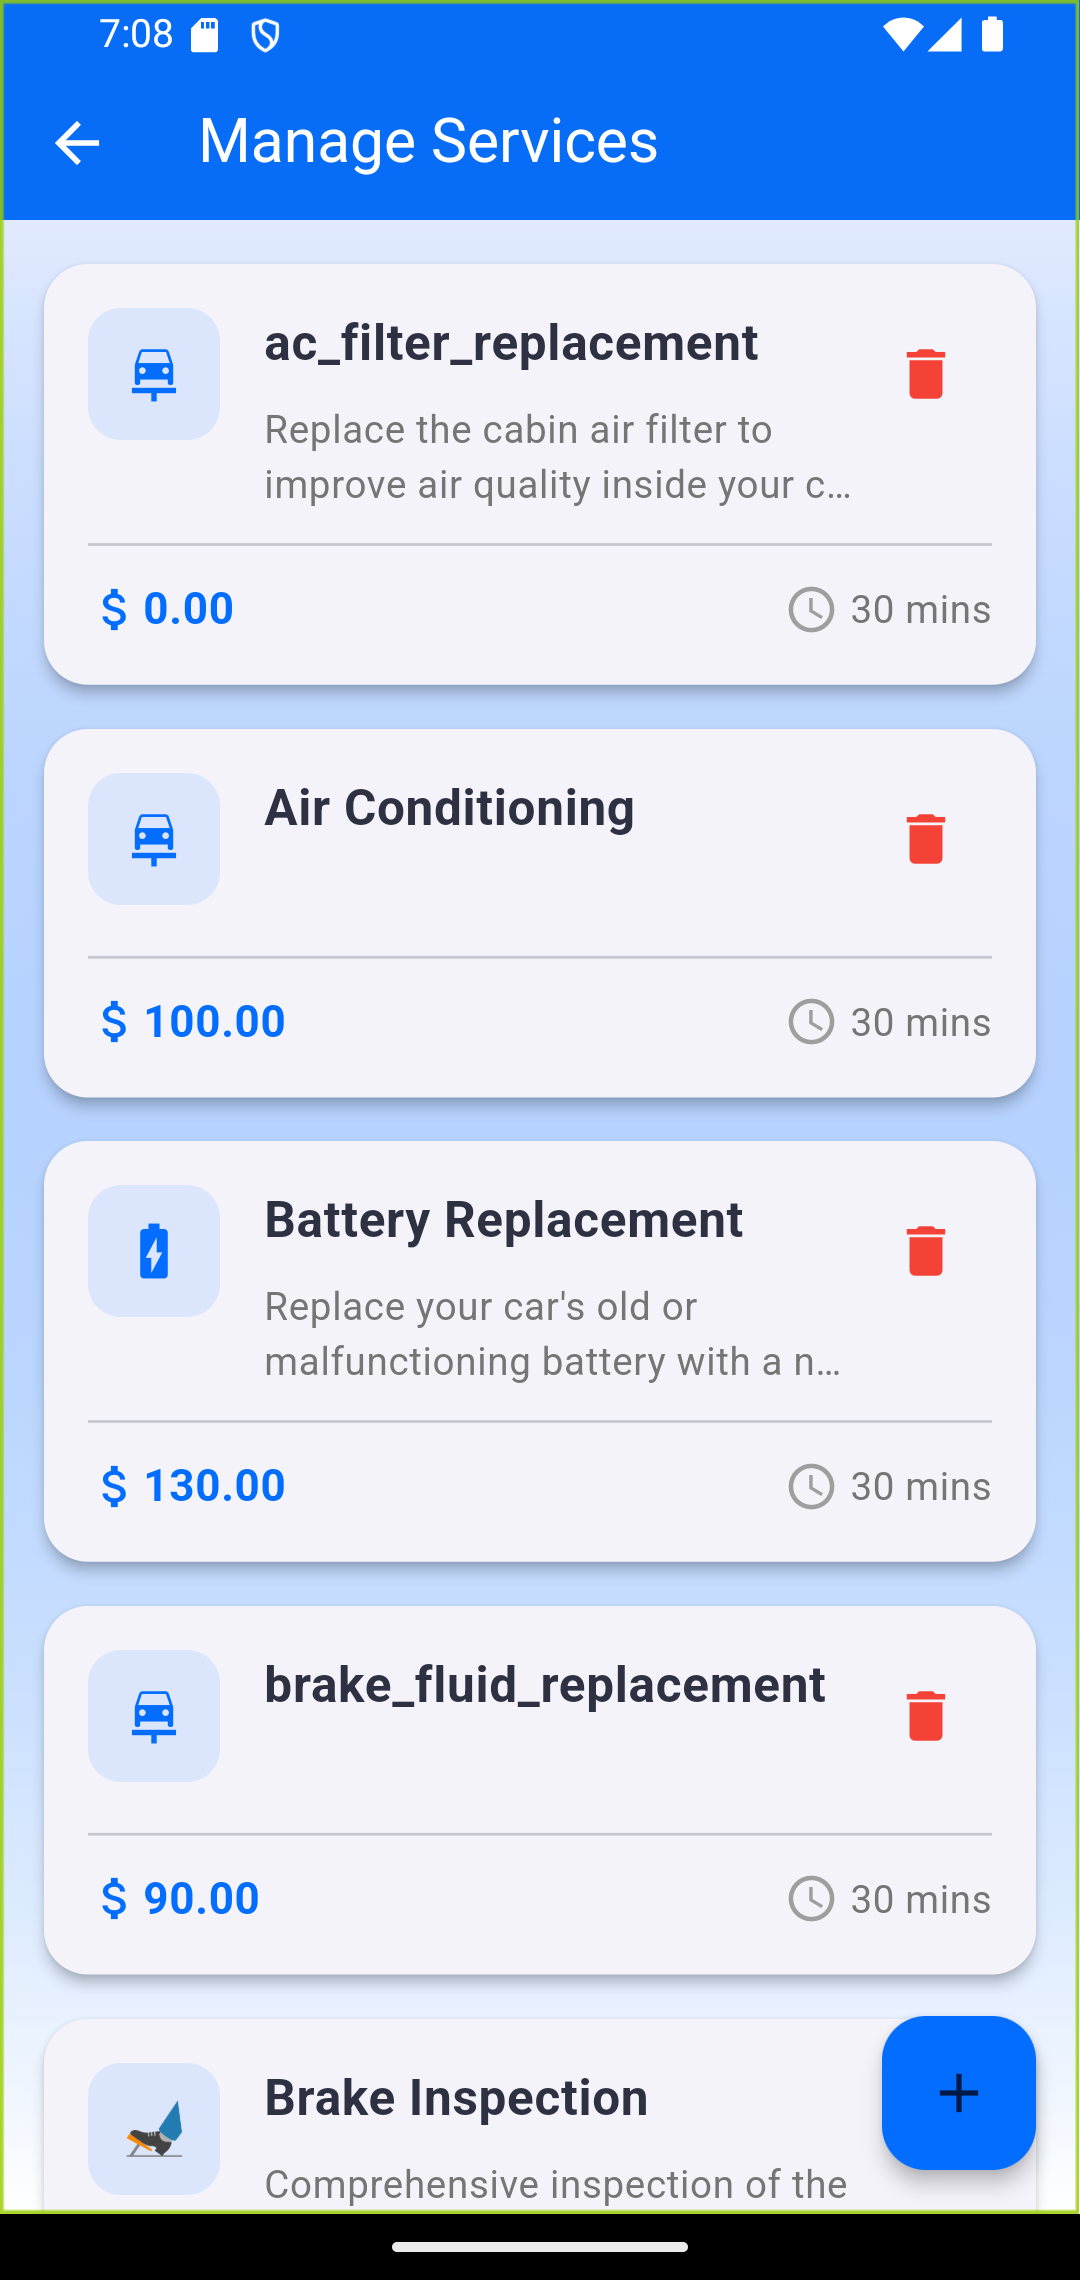 7:08
Manage Services
ac_filter_replacement
Replace the cabin air filter to
improve air quality inside your c…
$ 0.00
30 mins
Air Conditioning
$ 100.00
30 mins
Battery Replacement
Replace your car's old or
malfunctioning battery with a n…
$ 130.00
30 mins
brake_fluid_replacement
$ 90.00
30 mins
Brake Inspection
Comprehensive inspection of the